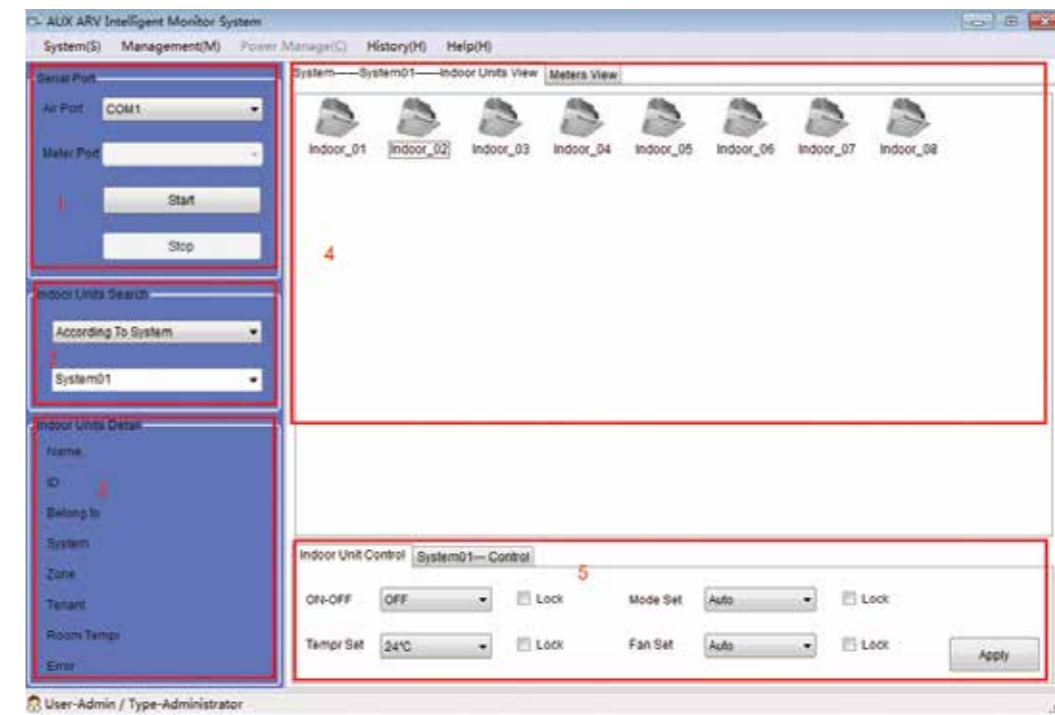 AUX ARV Intelligent Monitor System
System(S) Management(M) Power Manage(C) History(H) Help(H)
Serial Port
Air Port COM1
Meter Port
1
Start
Stop
Indoor Units Search
According To System
2
System01
Indoor Units Detail
Name
ID
3
Belong to
System
Zone
Tenant
Room Tempr
Error
System——System01——Indoor Units View Meters View
Indoor_01 Indoor_02 Indoor_03 Indoor_04 Indoor_05 Indoor_06 Indoor_07 Indoor_08
4
Indoor Unit Control System01— Control
5
ON-OFF OFF Lock Mode Set Auto Lock
Tempr Set 24℃ Lock Fan Set Auto Lock
Apply
User-Admin / Type-Administrator